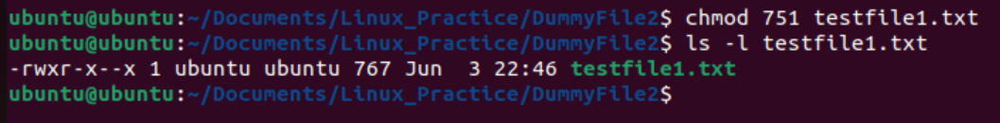 ubuntu@ubuntu:~/Documents/Linux_Practice/DummyFile2$ chmod 751 testfile1.txt
ubuntu@ubuntu:~/Documents/Linux_Practice/DummyFile2$ ls -l testfile1.txt
-rwxr-x--x 1 ubuntu ubuntu 767 Jun  3 22:46 testfile1.txt
ubuntu@ubuntu:~/Documents/Linux_Practice/DummyFile2$